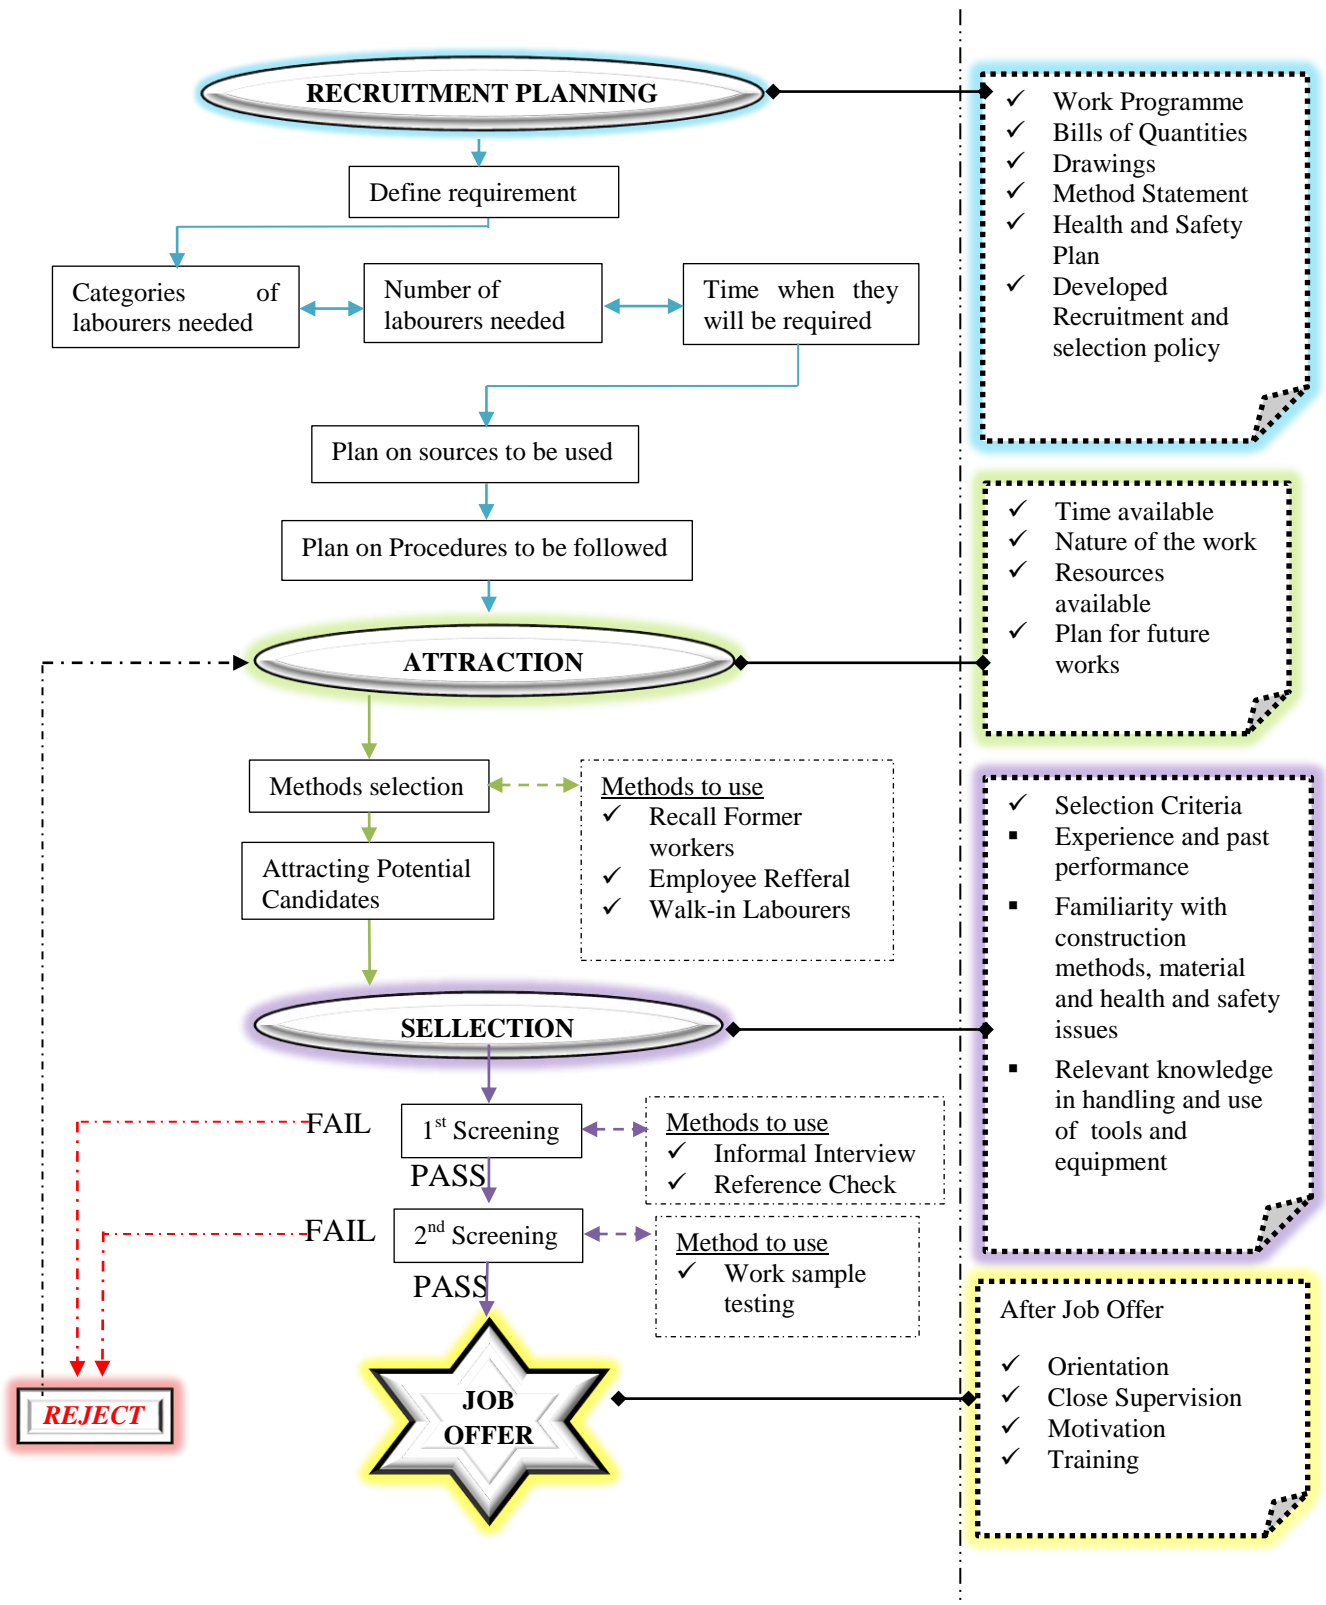 RECRUITMENT PLANNING
Define requirement
Categories of
labourers needed
Number of
labourers needed
Time when they
will be required
Plan on sources to be used
Plan on Procedures to be followed
✓ Work Programme
✓ Bills of Quantities
✓ Drawings
✓ Method Statement
✓ Health and Safety
Plan
✓ Developed
Recruitment and
selection policy
ATTRACTION
Methods selection
Attracting Potential
Candidates
Methods to use
✓ Recall Former
workers
✓ Employee Refferal
✓ Walk-in Labourers
✓ Time available
✓ Nature of the work
✓ Resources
available
✓ Plan for future
works
SELLECTION
FAIL
1st Screening
PASS
Methods to use
✓ Informal Interview
✓ Reference Check
FAIL
2nd Screening
PASS
Method to use
✓ Work sample
testing
✓ Selection Criteria
▪ Experience and past
performance
▪ Familiarity with
construction
methods, material
and health and safety
issues
▪ Relevant knowledge
in handling and use
of tools and
equipment
REJECT
JOB
OFFER
After Job Offer
✓ Orientation
✓ Close Supervision
✓ Motivation
✓ Training